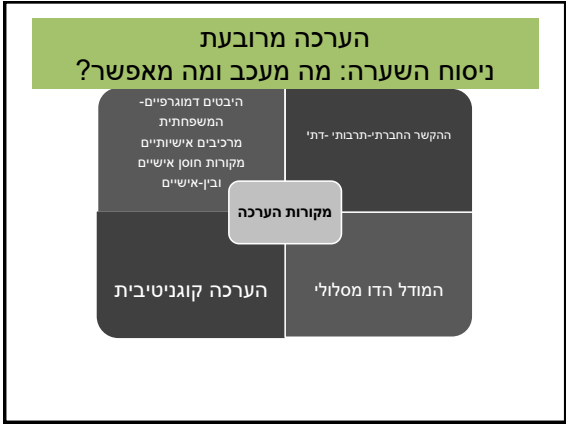 הערכה מרובעת
ניסוח השערה: מה מעכב ומה מאפשר?
ההקשר החברתי-תרבותי -דתי
היבטים דמוגרפיים-
המשפחתית
מרכיבים אישיותיים
מקורות חוסן אישיים
ובין-אישיים
מקורות הערכה
המודל הדו מסלולי
הערכה קוגניטיבית